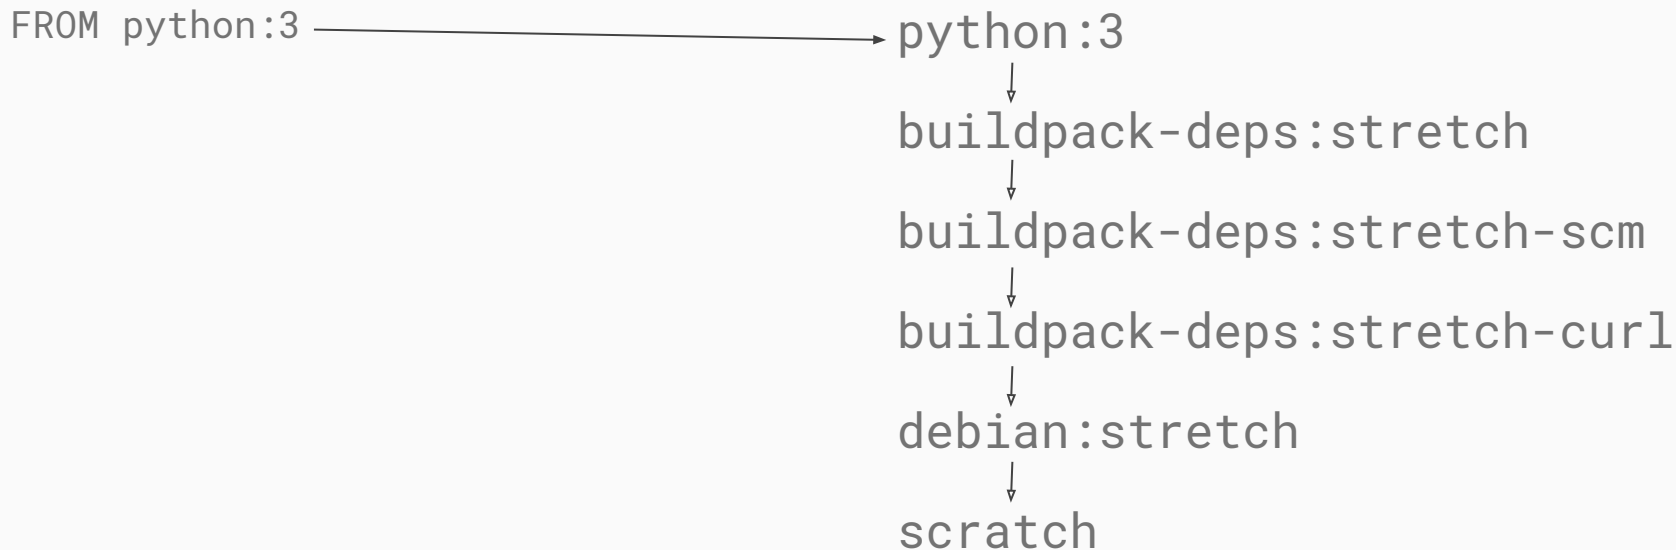 FROM python:3
python:3
buildpack-deps:stretch
buildpack-deps:stretch-scm
buildpack-deps:stretch-curl
debian:stretch
scratch